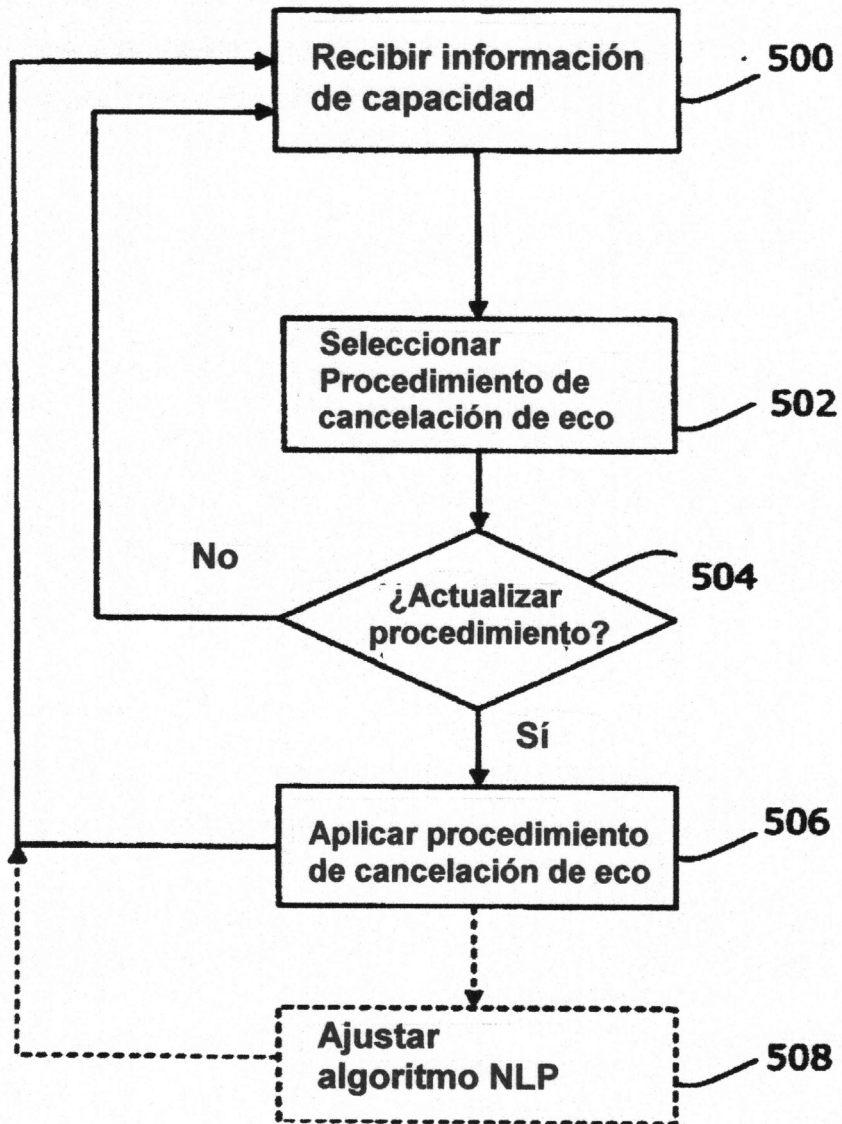 Recibir información
de capacidad
500
Seleccionar
Procedimiento de
cancelación de eco
502
No
504
¿Actualizar
procedimiento?
Sí
Aplicar procedimiento
de cancelación de eco
506
Ajustar
algoritmo NLP
508